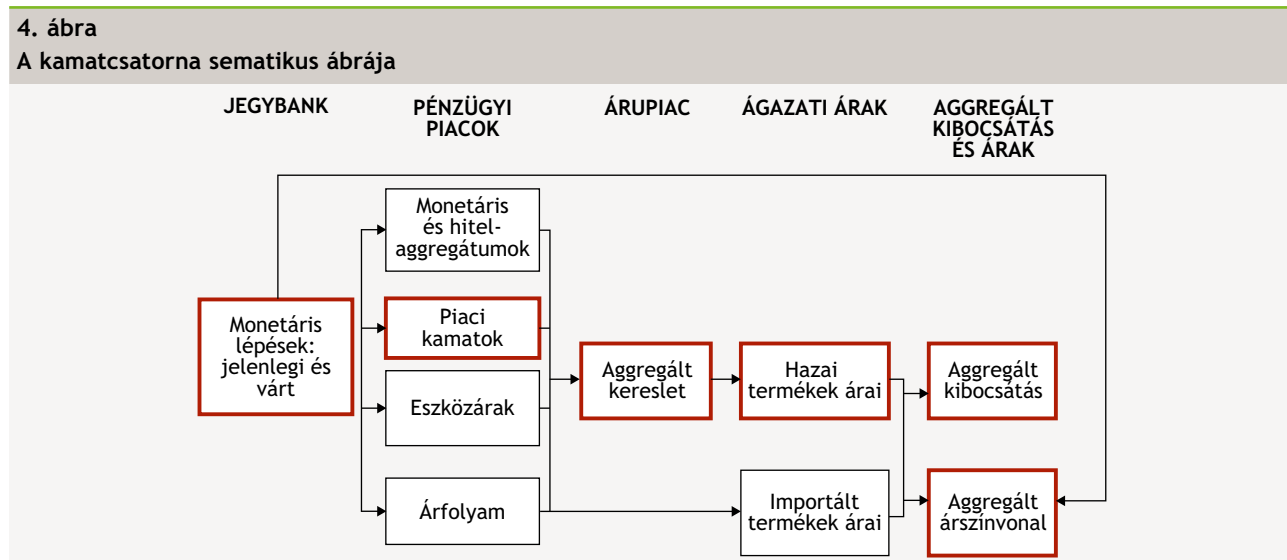 4. ábra
A kamatcsatorna sematikus ábrája
JEGYBANK
PÉNZÜGYI
PIACOK
ÁRUPIAC
ÁGAZATI ÁRAK
AGGREGÁLT
KIBOCSÁTÁS
ÉS ÁRAK
Monetáris
és hitel-
aggregátumok
Monetáris
lépések:
jelenlegi és
várt
Piaci
kamatok
Eszközárak
Árfolyam
Aggregált
kereslet
Hazai
termékek árai
Importált
termékek árai
Aggregált
kibocsátás
Aggregált
árszínvonal